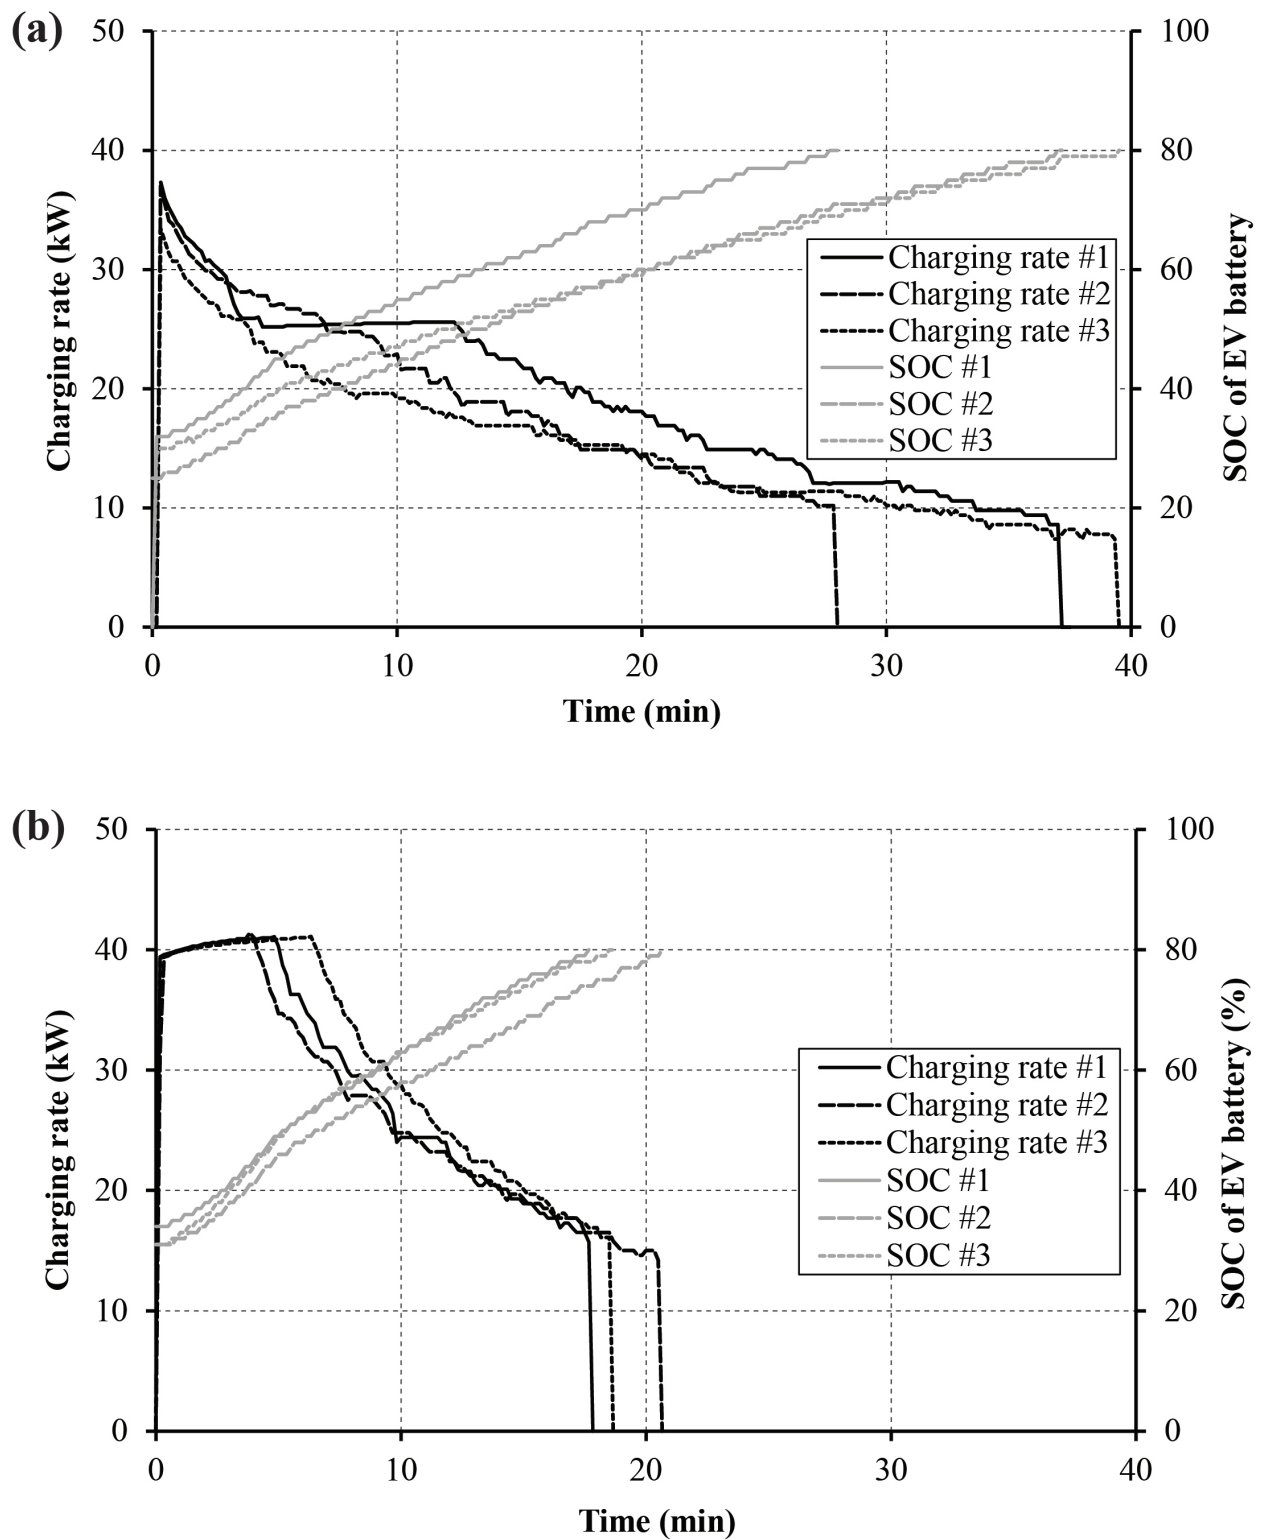 (a)
50
40
30
20
10
0
Charging rate (kW)
100
80
60
40
20
0
SOC of EV battery
Charging rate #1
Charging rate #2
Charging rate #3
SOC #1
SOC #2
SOC #3
0 10 20 30 40
Time (min)
(b)
50
40
30
20
10
0
Charging rate (kW)
100
80
60
40
20
0
SOC of EV battery (%)
Charging rate #1
Charging rate #2
Charging rate #3
SOC #1
SOC #2
SOC #3
0 10 20 30 40
Time (min)